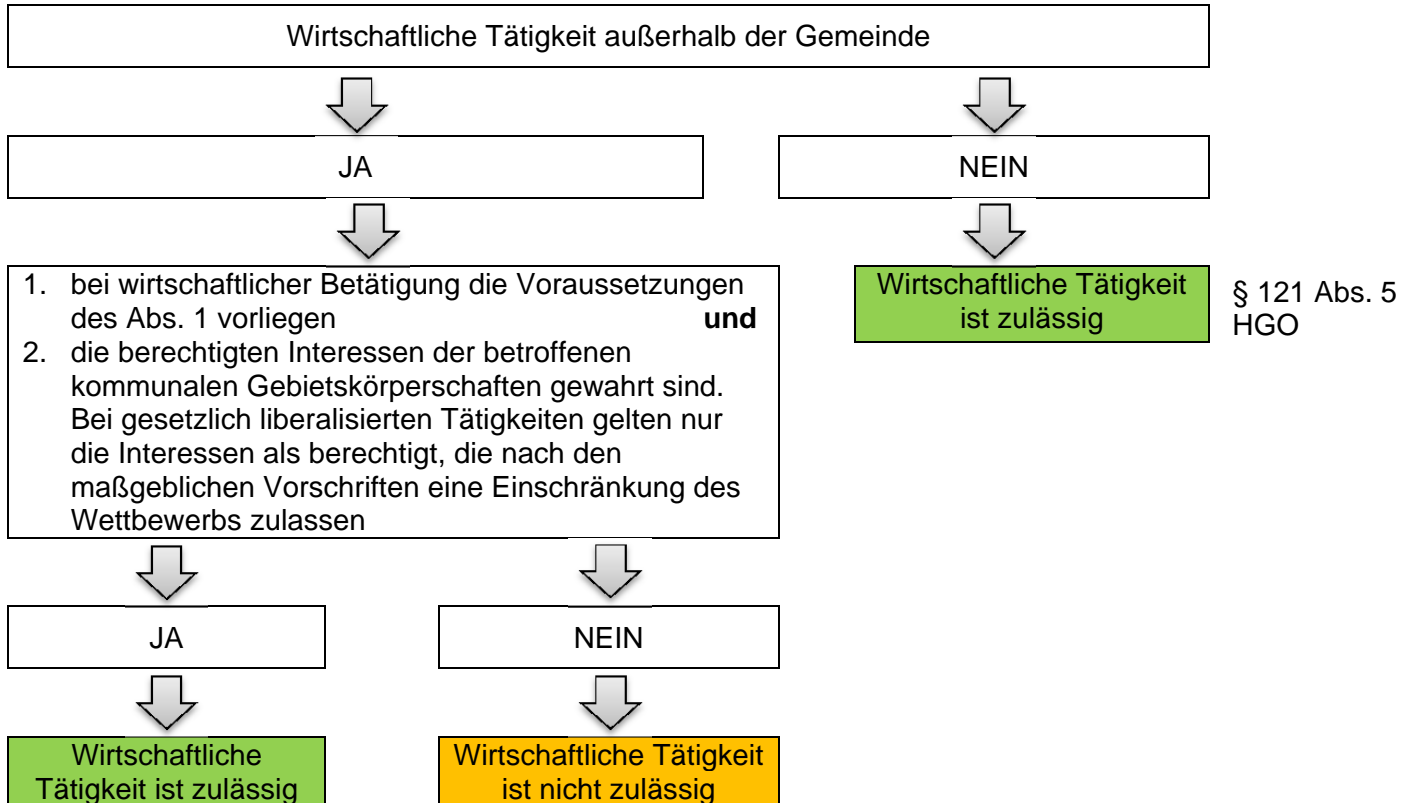 Wirtschaftliche Tätigkeit außerhalb der Gemeinde
JA
NEIN
1. bei wirtschaftlicher Betätigung die Voraussetzungen
des Abs. 1 vorliegen und
2. die berechtigten Interessen der betroffenen
kommunalen Gebietskörperschaften gewahrt sind.
Bei gesetzlich liberalisierten Tätigkeiten gelten nur
die Interessen als berechtigt, die nach den
maßgeblichen Vorschriften eine Einschränkung des
Wettbewerbs zulassen
Wirtschaftliche Tätigkeit
ist zulässig
§ 121 Abs. 5
HGO
JA
NEIN
Wirtschaftliche
Tätigkeit ist zulässig
Wirtschaftliche Tätigkeit
ist nicht zulässig